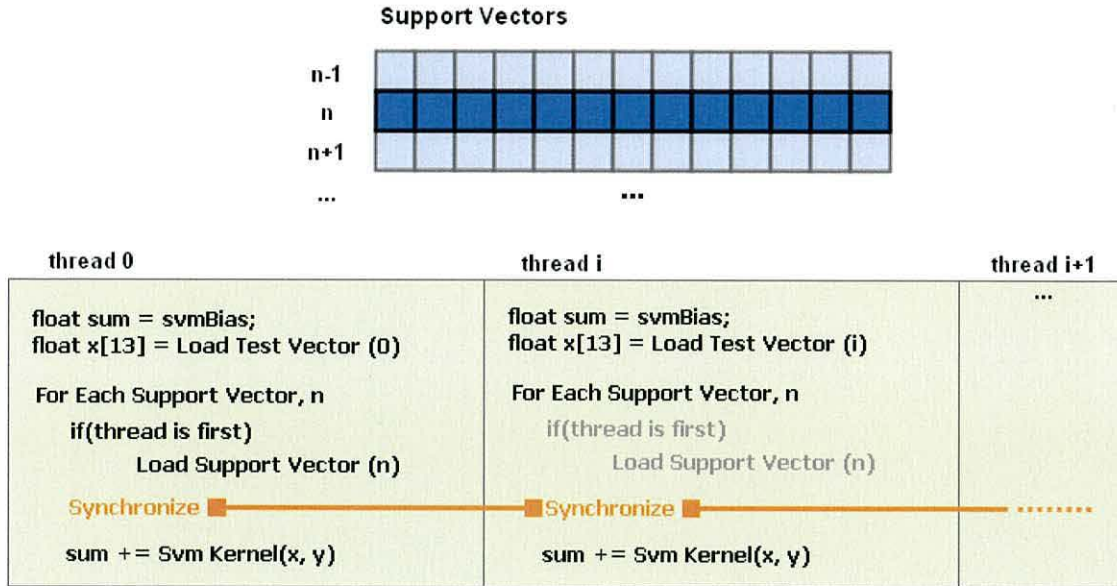 Support Vectors
n-1
n
n+1
... ...
thread 0 thread i thread i+1
...
float sum = svmBias;
float x[13] = Load Test Vector (0)
For Each Support Vector, n
if(thread is first)
Load Support Vector (n)
Synchronize
sum += Svm Kernel(x, y)
float sum = svmBias;
float x[13] = Load Test Vector (i)
For Each Support Vector, n
if(thread is first)
Load Support Vector (n)
Synchronize
sum += Svm Kernel(x, y)